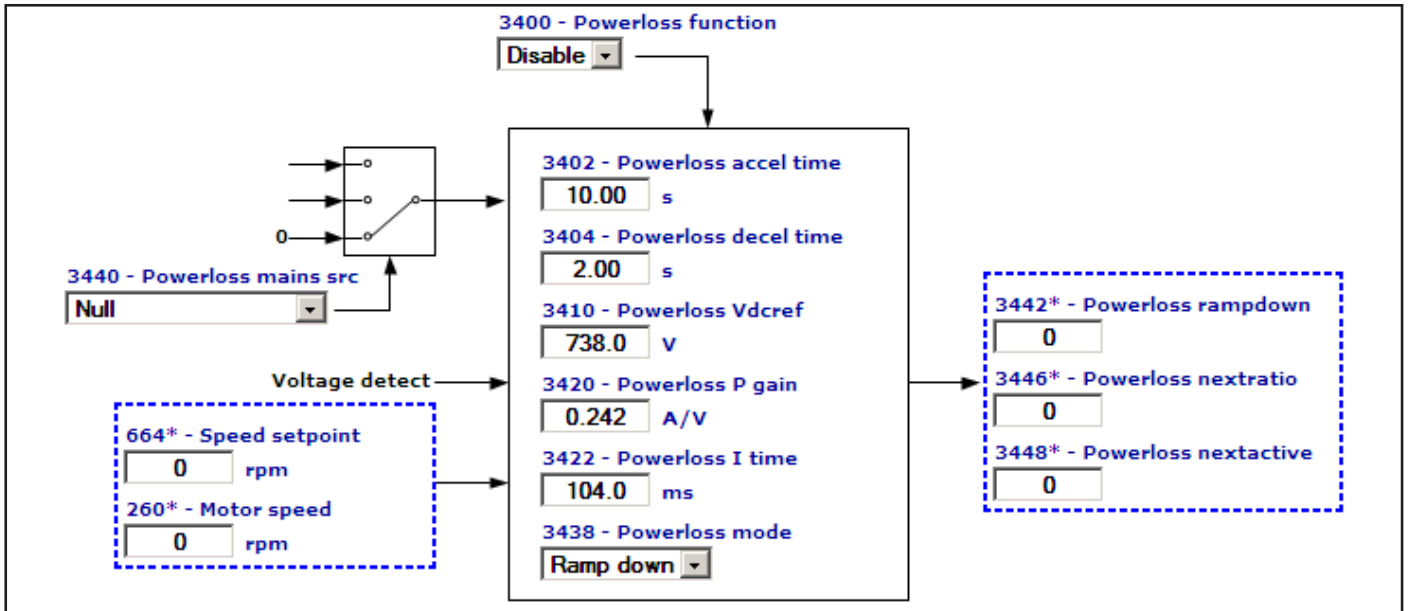 3400 - Powerloss function
Disable
3402 - Powerloss accel time
10.00 s
3404 - Powerloss decel time
2.00 s
0
3440 - Powerloss mains src
Null
3410 - Powerloss Vdcref
738.0 V
Voltage detect
3420 - Powerloss P gain
0.242 A/V
664* - Speed setpoint
0 rpm
3422 - Powerloss I time
104.0 ms
260* - Motor speed
0 rpm
3438 - Powerloss mode
Ramp down
3442* - Powerloss rampdown
0
3446* - Powerloss nextratio
0
3448* - Powerloss nextactive
0